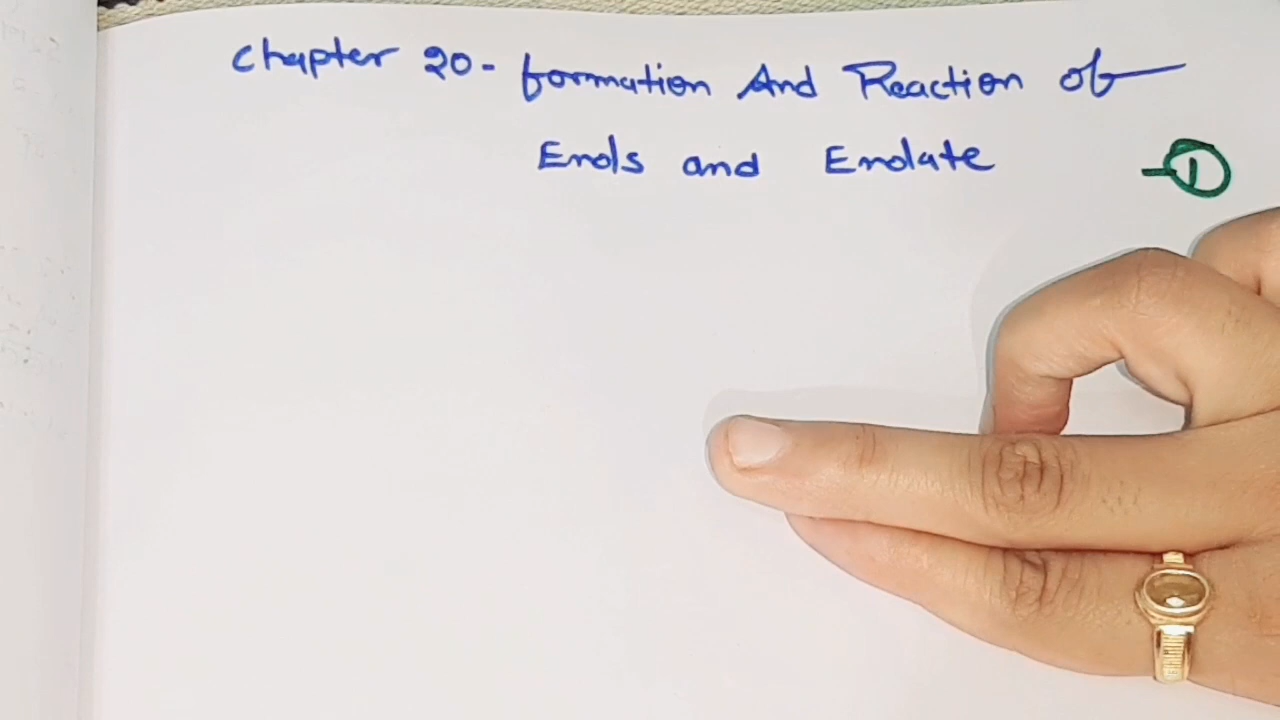 Chapter 20- formation And Reaction of
Enols and Enolate -1